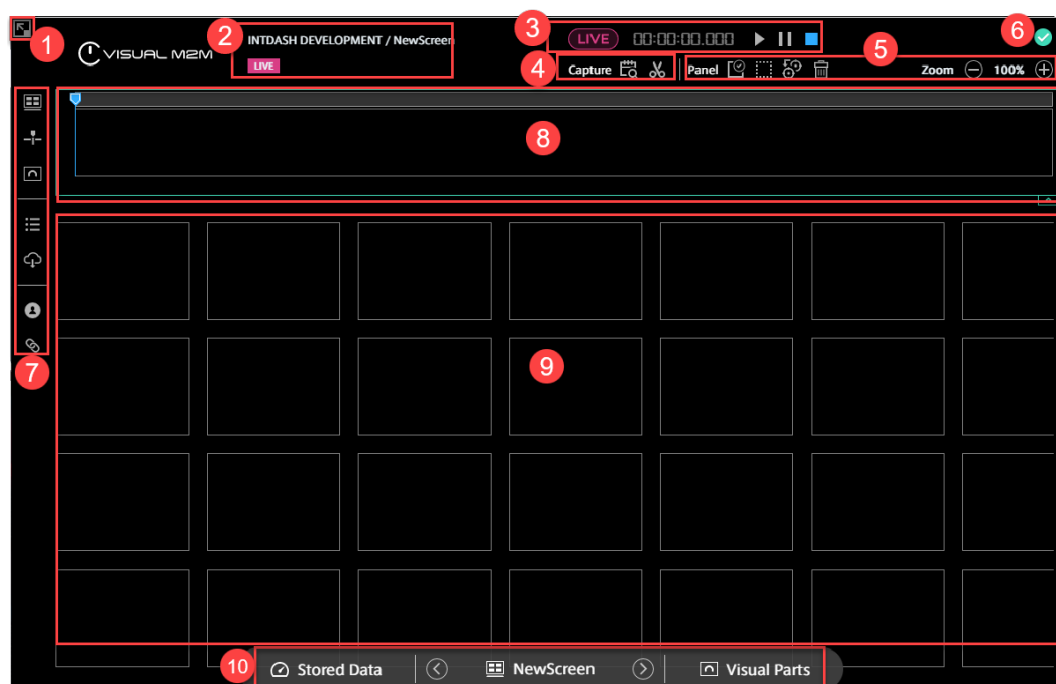 1
VISUAL M2M
2
INTDASH DEVELOPMENT / NewScreen
LIVE
3
LIVE 00:00:00.000
4
Capture
5
Panel
Zoom 100%
6
7
8
9
10
Stored Data
NewScreen
Visual Parts